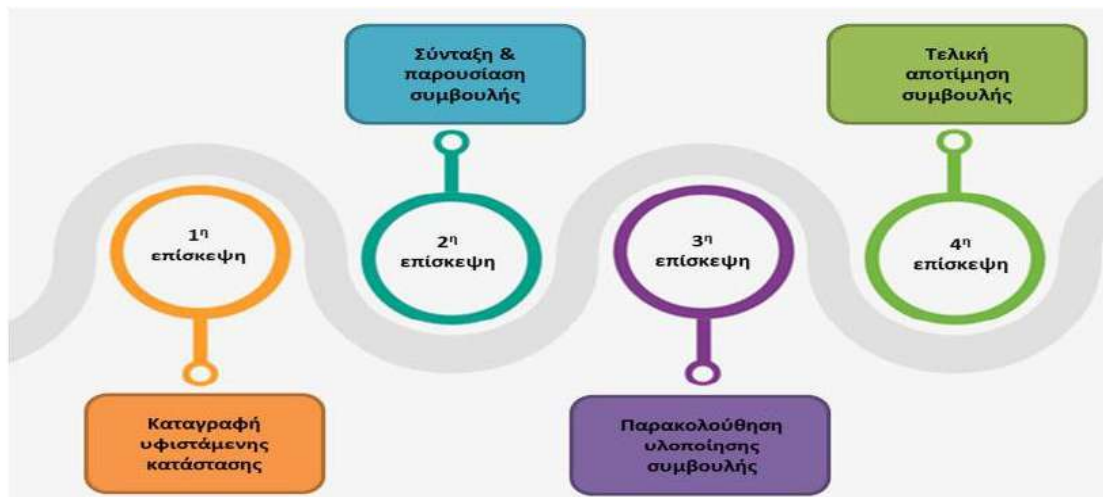 Σύνταξη &
παρουσίαση
συμβουλής
Τελική
αποτίμηση
συμβουλής
1η
επίσκεψη
2η
επίσκεψη
3η
επίσκεψη
4η
επίσκεψη
Καταγραφή
υφιστάμενης
κατάστασης
Παρακολούθηση
υλοποίησης
συμβουλής